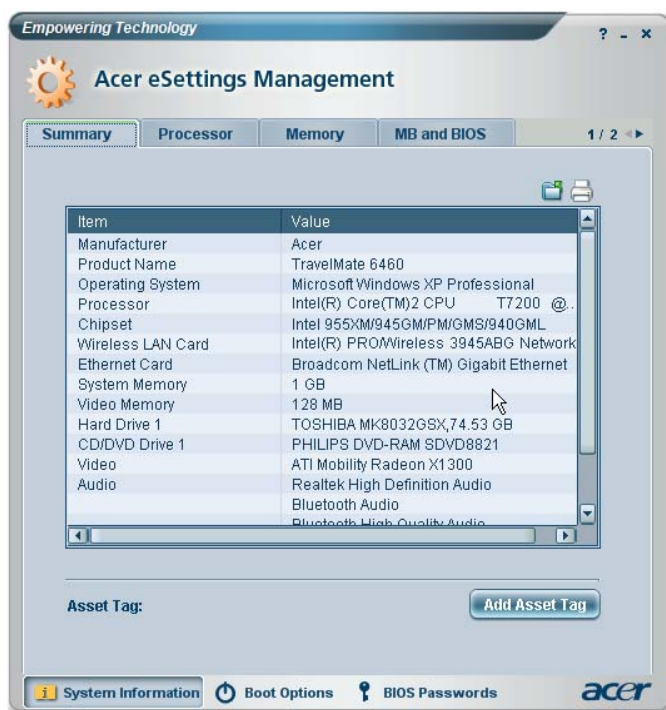 Empowering Technology
? - x
Acer eSettings Management
Summary Processor Memory MB and BIOS 1 / 2
Item Value
Manufacturer Acer
Product Name TravelMate 6460
Operating System Microsoft Windows XP Professional
Processor Intel(R) Core(TM)2 CPU T7200 @..
Chipset Intel 955XM/945GM/PM/GMS/940GML
Wireless LAN Card Intel(R) PRO/Wireless 3945ABG Network
Ethernet Card Broadcom NetLink (TM) Gigabit Ethernet
System Memory 1 GB
Video Memory 128 MB
Hard Drive 1 TOSHIBA MK8032GSX,74.53 GB
CD/DVD Drive 1 PHILIPS DVD-RAM SDVD8821
Video ATI Mobility Radeon X1300
Audio Realtek High Definition Audio
Bluetooth Audio
Bluetooth High Quality Audio
Asset Tag: Add Asset Tag
i System Information Boot Options BIOS Passwords acer